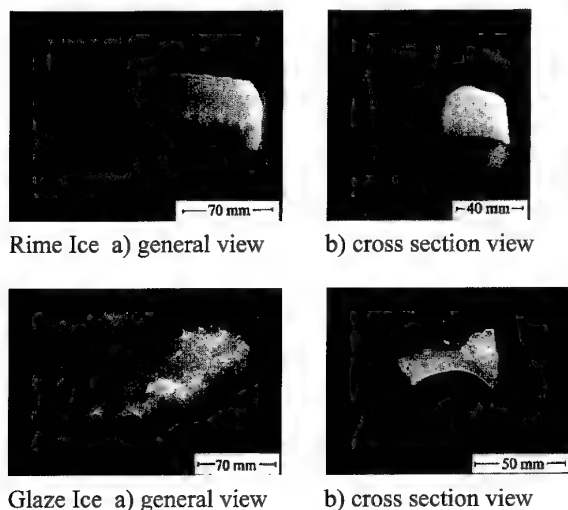 70 mm
40 mm
Rime Ice a) general view
b) cross section view
70 mm
50 mm
Glaze Ice a) general view
b) cross section view